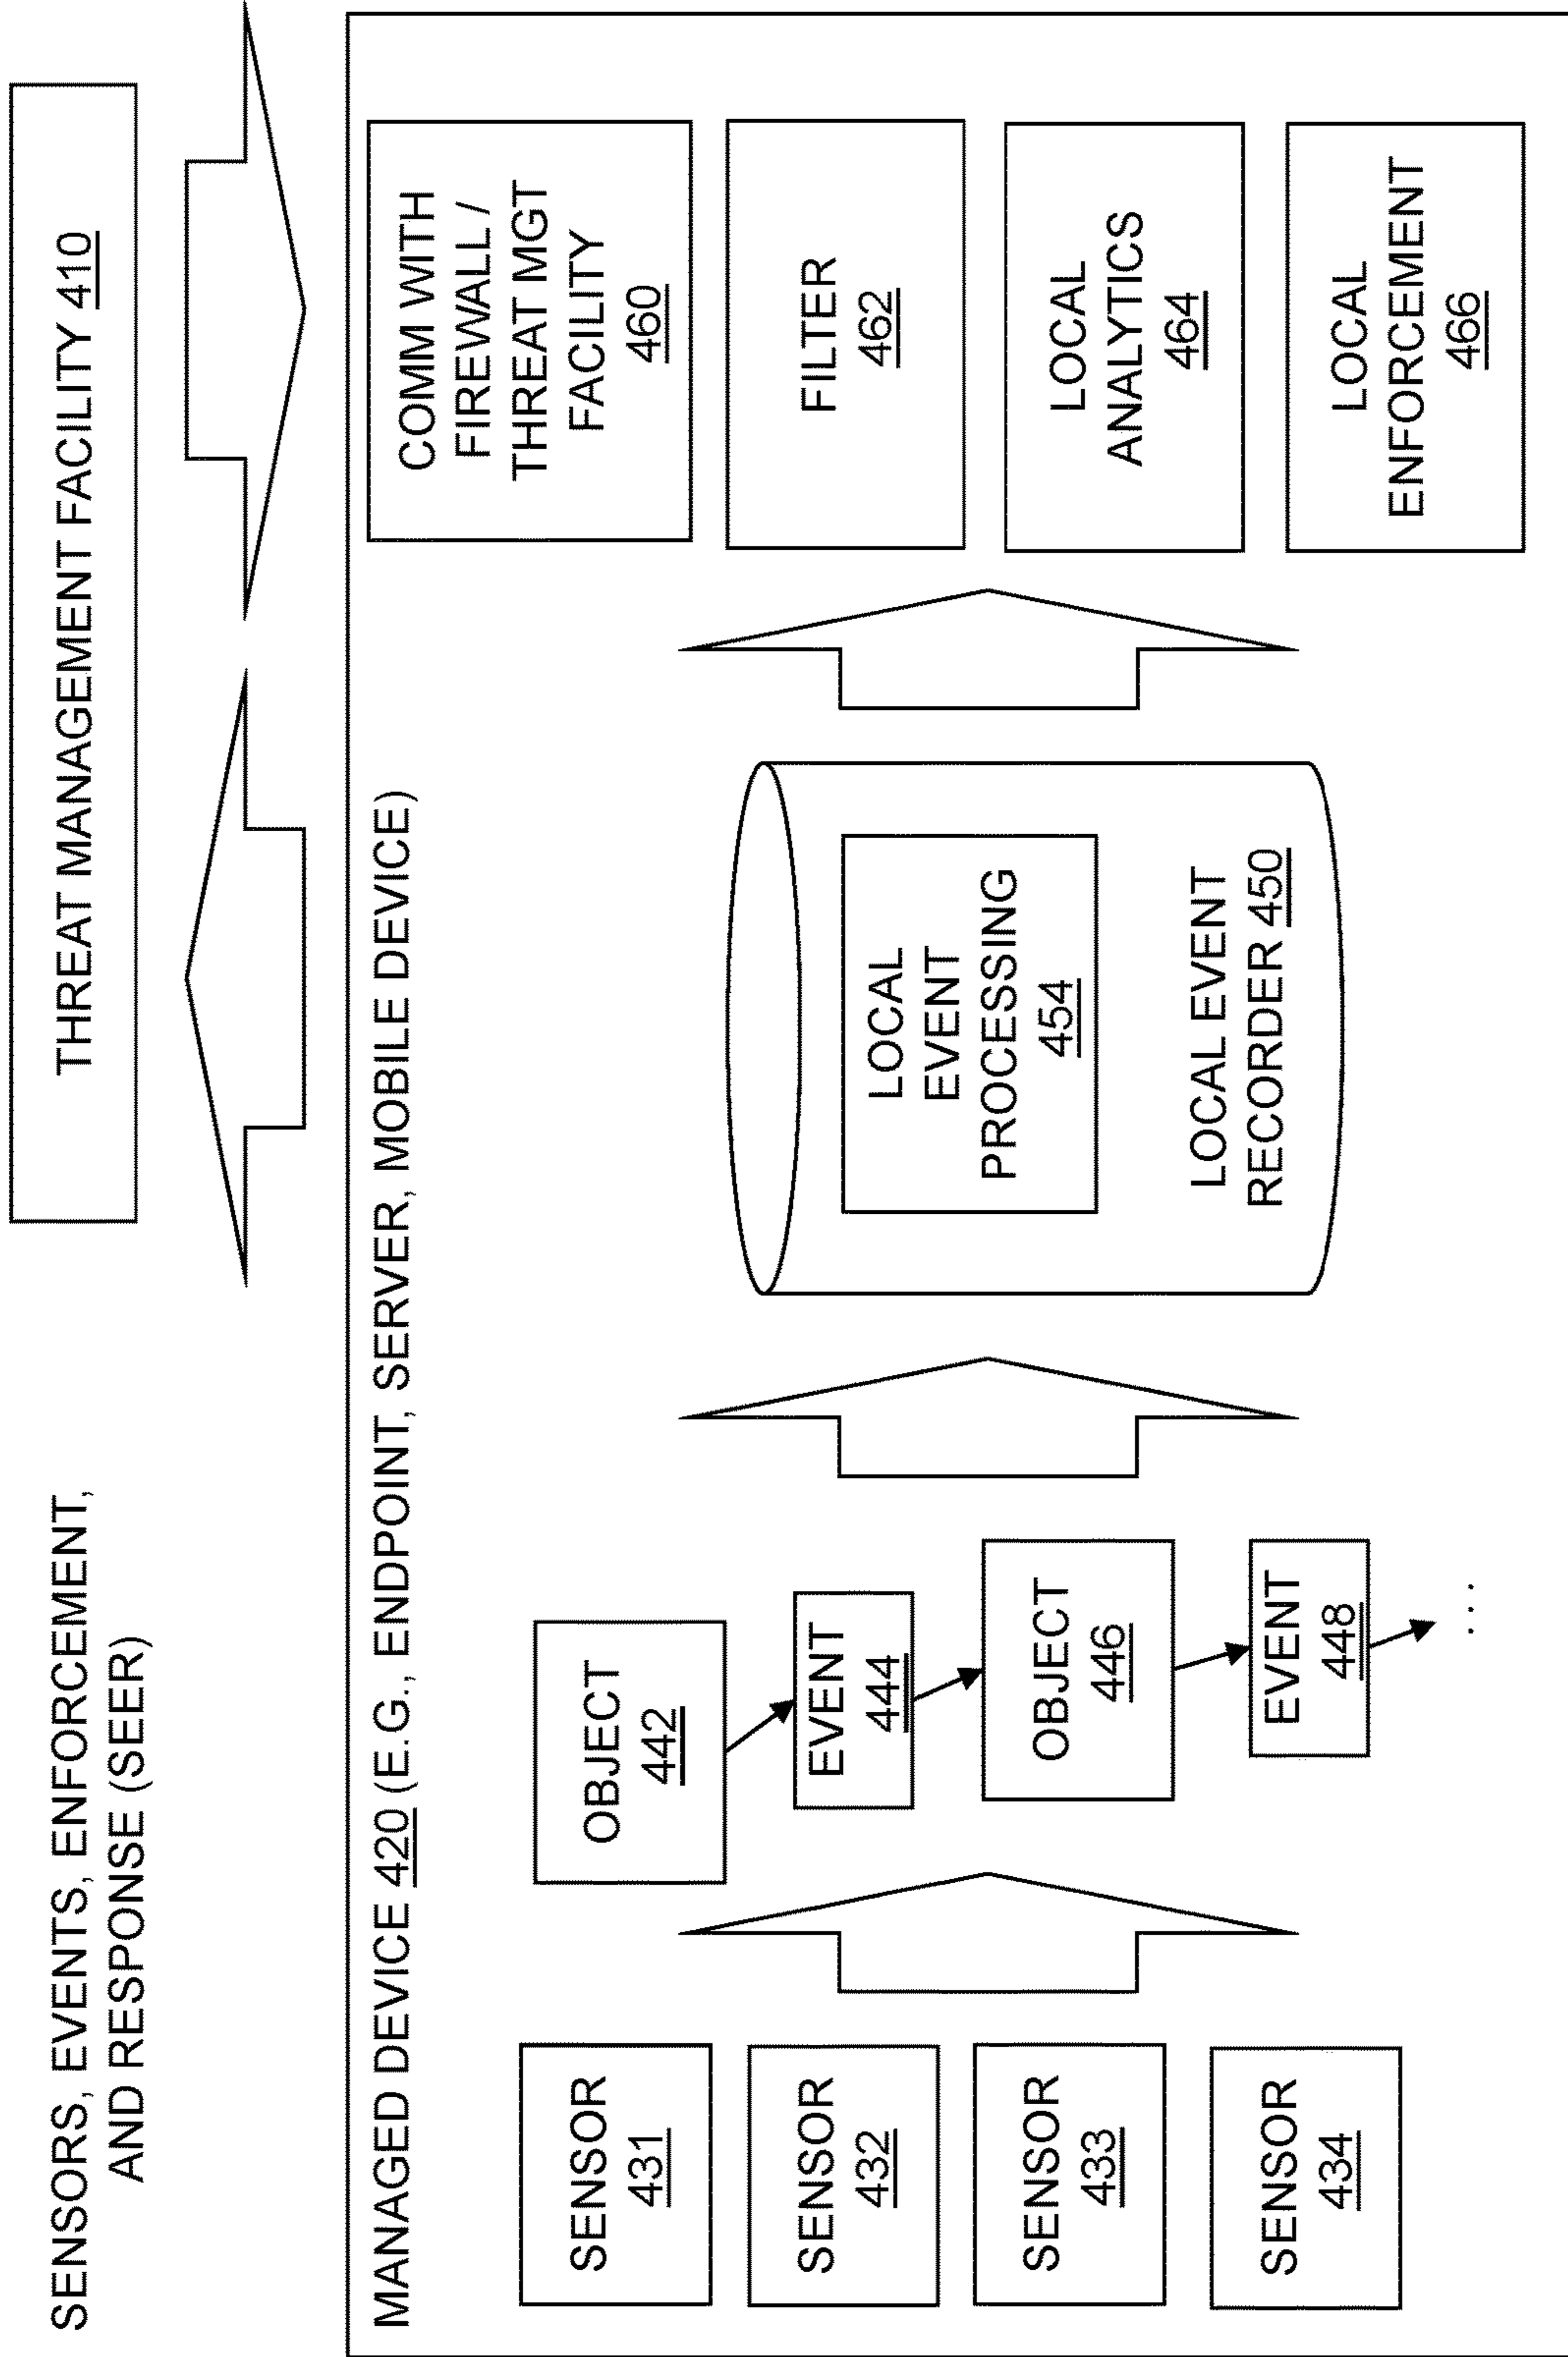 SENSORS, EVENTS, ENFORCEMENT,
AND RESPONSE (SEER)
THREAT MANAGEMENT FACILITY 410
MANAGED DEVICE 420 (E.G., ENDPOINT, SERVER, MOBILE DEVICE)
SENSOR
431
SENSOR
432
SENSOR
433
SENSOR
434
OBJECT
442
EVENT
444
OBJECT
446
EVENT
448
...
LOCAL
EVENT
PROCESSING
454
LOCAL EVENT
RECORDER 450
COMM WITH
FIREWALL /
THREAT MGT
FACILITY
460
FILTER
462
LOCAL
ANALYTICS
464
LOCAL
ENFORCEMENT
466